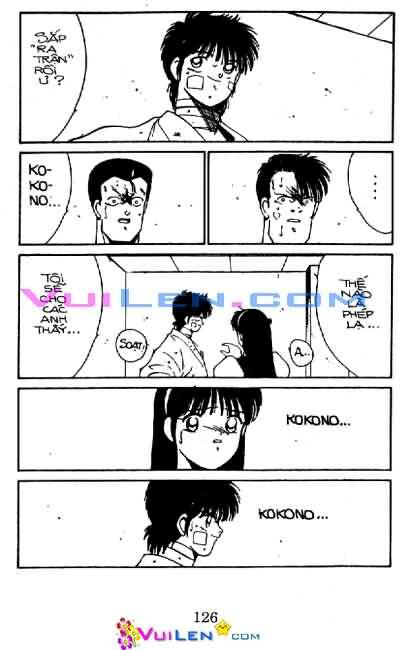 SẮP
"RA
TRẬN"
RỒI
Ư ?
KO-
KO-
NO...
...
THẾ
NÀO
LÀ
PHÉP
LẠ...
TÔI
SẼ
CHO
CÁC
ANH
THẤY...
SOẠT
A...
VUILEN.COM
KOKONO...
KOKONO...
126
VUILEN.COM